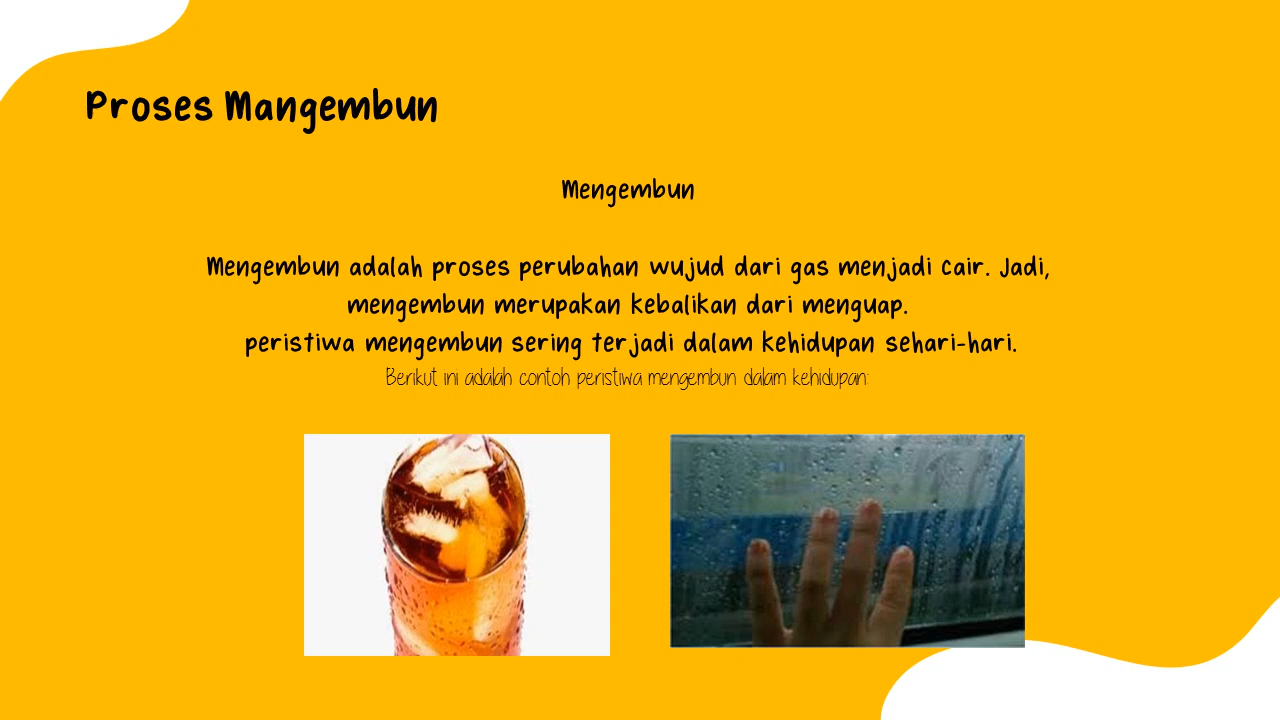 Proses Mangembun
Mengembun
Mengembun adalah proses perubahan wujud dari gas menjadi cair. Jadi,
mengembun merupakan kebalikan dari menguap.
peristiwa mengembun sering terjadi dalam kehidupan sehari-hari.
Berikut ini adalah contoh peristiwa mengembun dalam kehidupan: